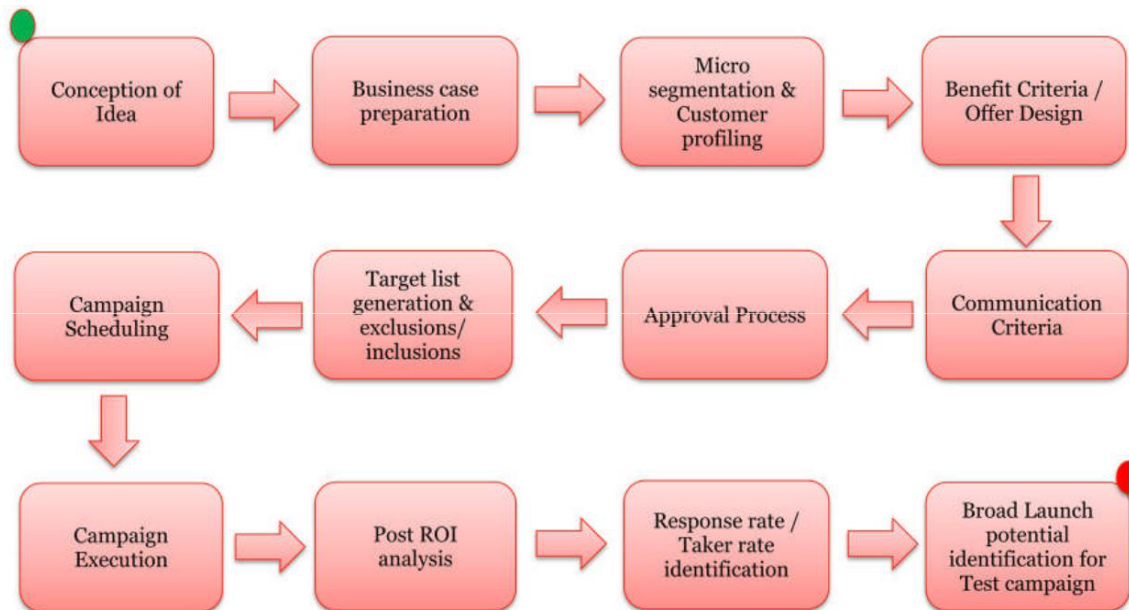 Conception of
Idea
Business case
preparation
Micro
segmentation &
Customer
profiling
Benefit Criteria /
Offer Design
Communication
Criteria
Approval Process
Target list
generation &
exclusions/
inclusions
Campaign
Scheduling
Campaign
Execution
Post ROI
analysis
Response rate /
Taker rate
identification
Broad Launch
potential
identification for
Test campaign